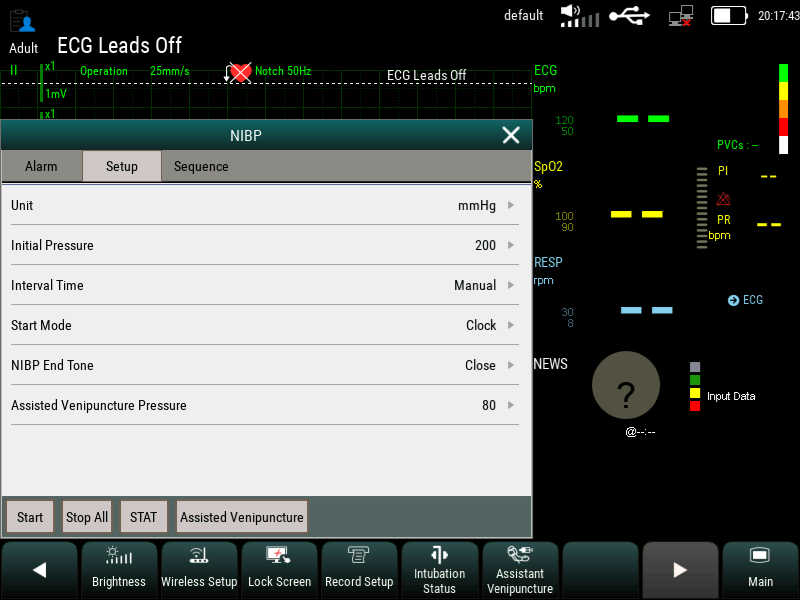 default
20:17:43
Adult
ECG Leads Off
II
x1
Operation
25mm/s
Notch 50Hz
ECG Leads Off
1mV
x1
ECG
bpm
120
50
PVCs : --
NIBP
Alarm
Setup
Sequence
Unit
mmHg
Initial Pressure
200
Interval Time
Manual
Start Mode
Clock
NIBP End Tone
Close
Assisted Venipuncture Pressure
80
Start
Stop All
STAT
Assisted Venipuncture
SpO2
%
100
90
PI
--
PR
bpm
--
RESP
rpm
30
8
ECG
NEWS
?
@--:--
Input Data
Brightness
Wireless Setup
Lock Screen
Record Setup
Intubation
Status
Assistant
Venipuncture
Main